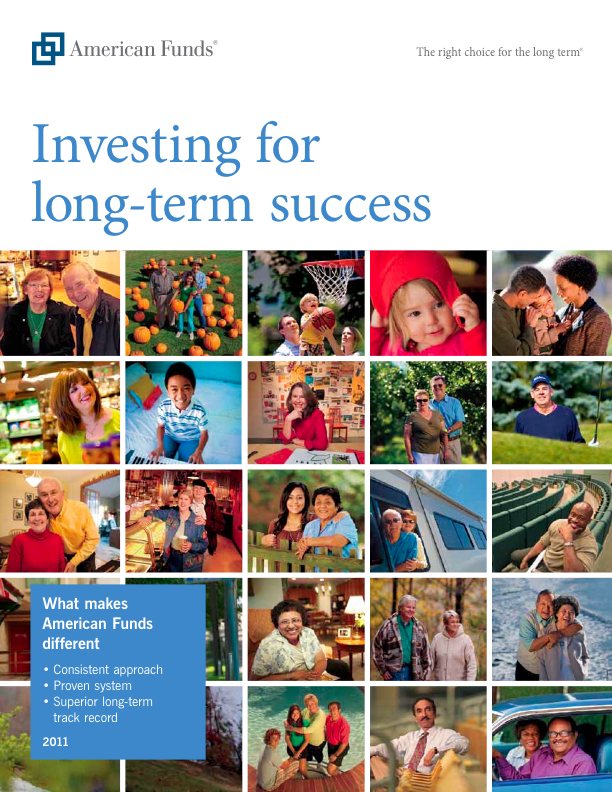 American Funds®
The right choice for the long term®
Investing for
long-term success
What makes
American Funds
different
• Consistent approach
• Proven system
• Superior long-term
track record
2011